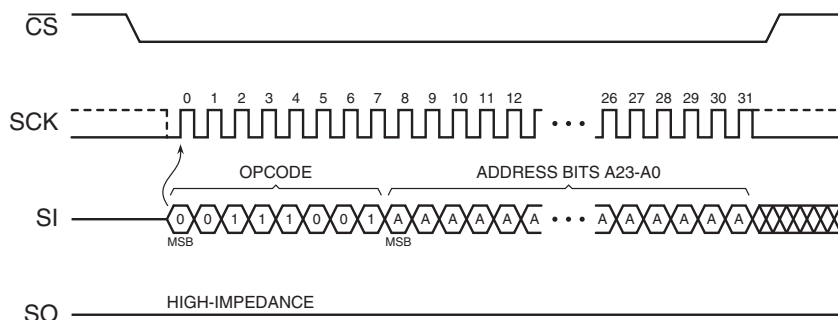 CS
0 1 2 3 4 5 6 7 8 9 10 11 12 26 27 28 29 30 31
SCK
• • •
OPCODE ADDRESS BITS A23-A0
SI 0 0 1 1 1 0 0 1 A A A A A A • • • A A A A A A
MSB MSB
HIGH-IMPEDANCE
SO